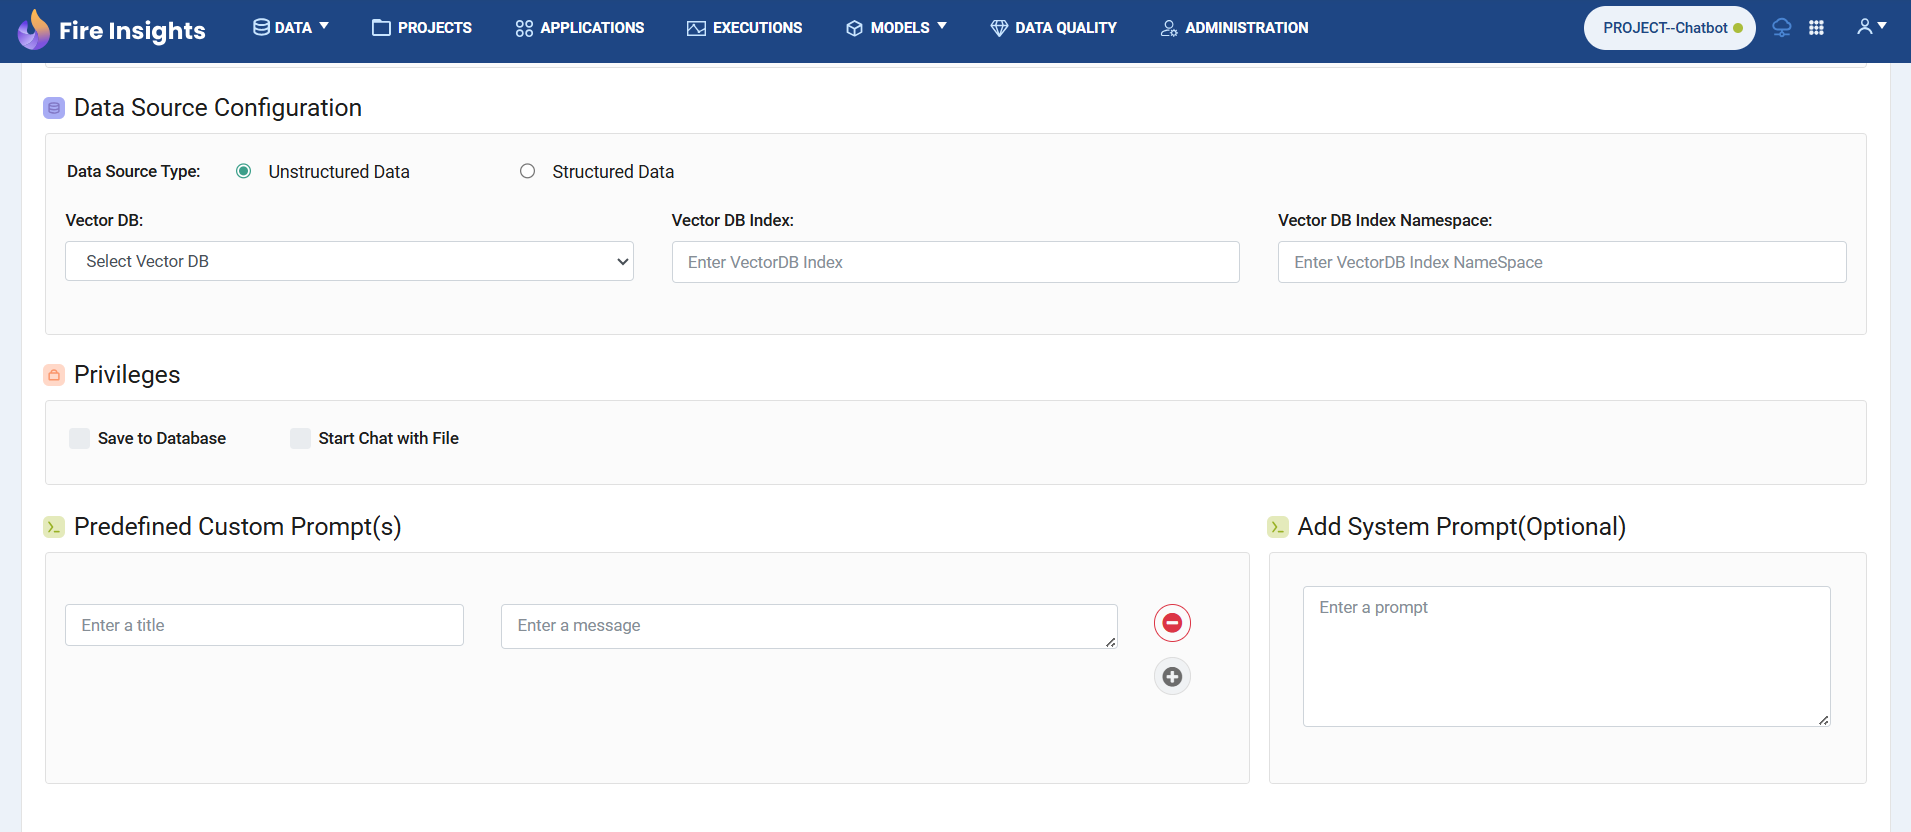 Fire Insights
DATA
PROJECTS
APPLICATIONS
EXECUTIONS
MODELS
DATA QUALITY
ADMINISTRATION
PROJECT--Chatbot
Data Source Configuration
Data Source Type: Unstructured Data Structured Data
Vector DB: Vector DB Index: Vector DB Index Namespace:
Select Vector DB Enter VectorDB Index Enter VectorDB Index NameSpace
Privileges
Save to Database Start Chat with File
Predefined Custom Prompt(s)
Enter a title Enter a message
Add System Prompt(Optional)
Enter a prompt